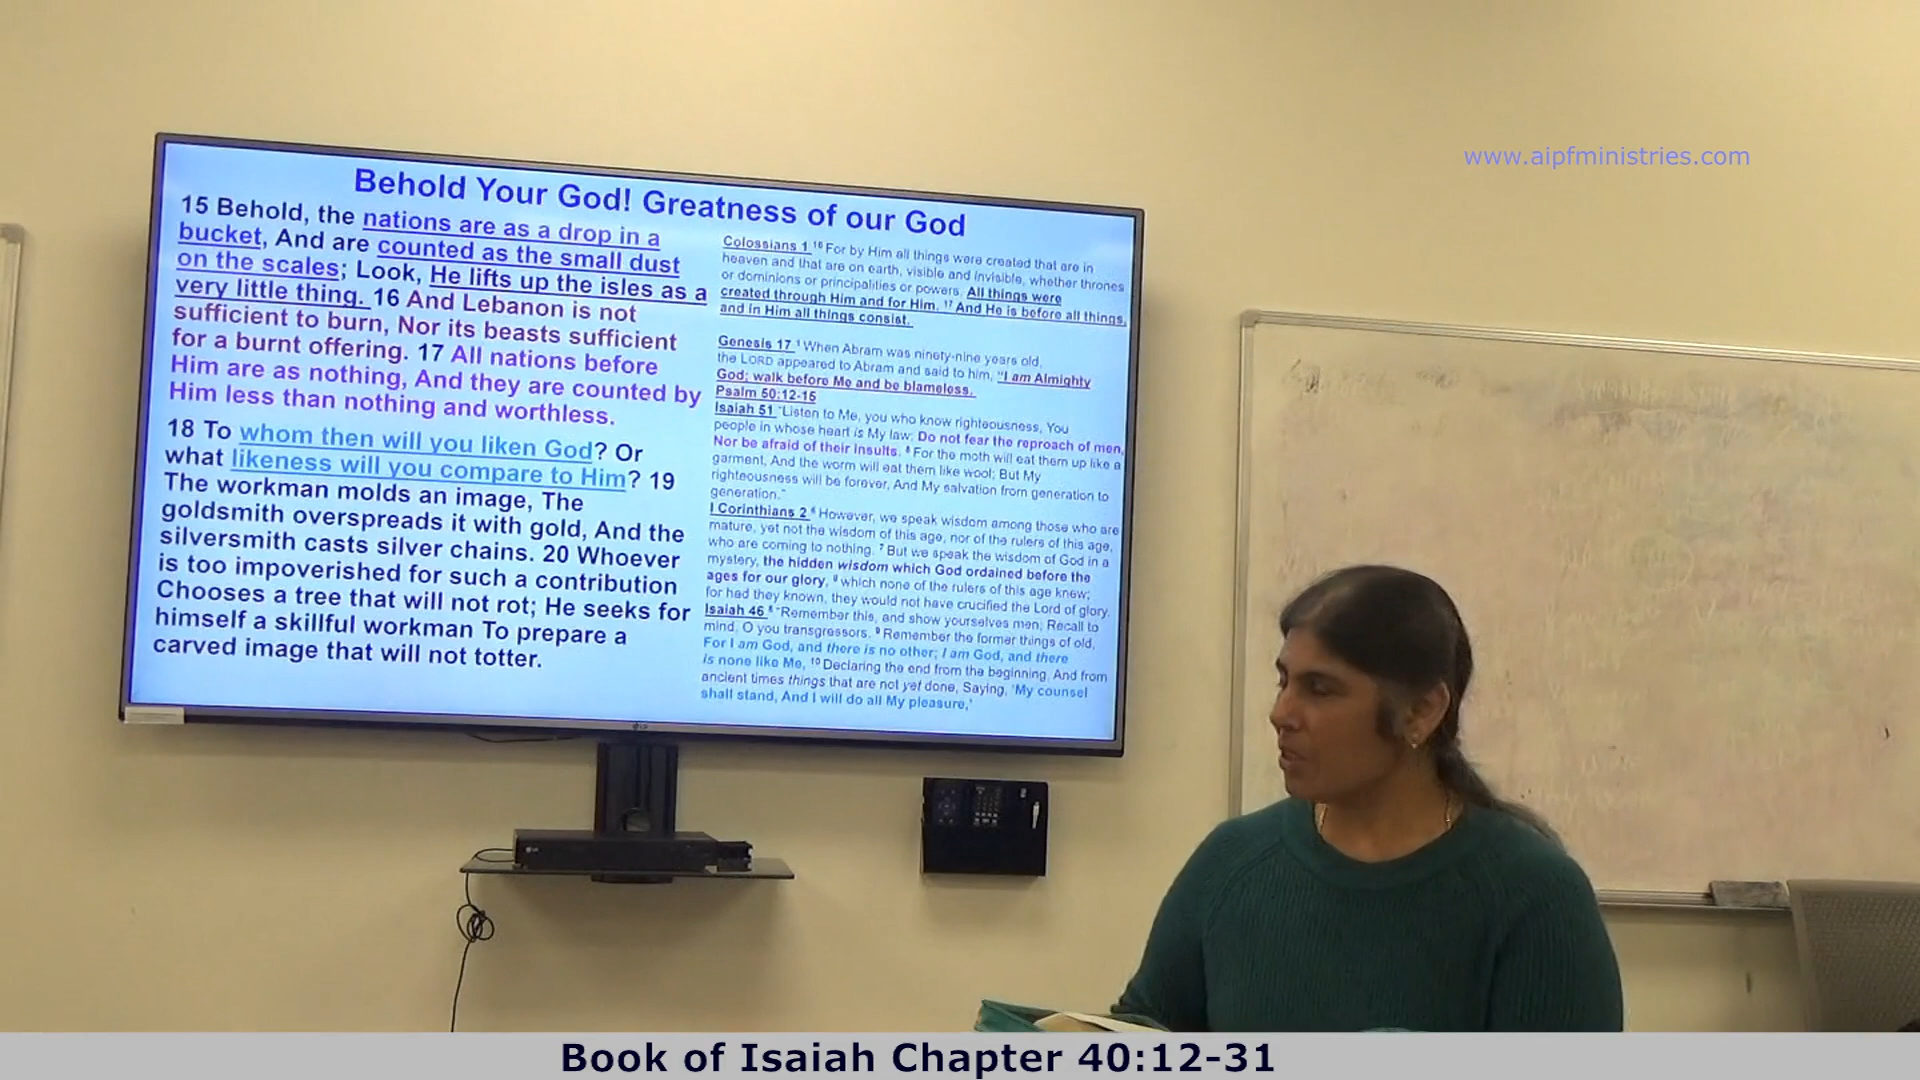 www.aipfministries.com
Behold Your God! Greatness of our God
15 Behold, the nations are as a drop in a
bucket, And are counted as the small dust
on the scales; Look, He lifts up the isles as a
very little thing. 16 And Lebanon is not
sufficient to burn, Nor its beasts sufficient
for a burnt offering. 17 All nations before
Him are as nothing, And they are counted by
Him less than nothing and worthless.
18 To whom then will you liken God? Or
what likeness will you compare to Him? 19
The workman molds an image, The
goldsmith overspreads it with gold, And the
silversmith casts silver chains. 20 Whoever
is too impoverished for such a contribution
Chooses a tree that will not rot; He seeks for
himself a skillful workman To prepare a
carved image that will not totter.
Colossians 1 16 For by Him all things were created that are in
heaven and that are on earth, visible and invisible, whether thrones
or dominions or principalities or powers. All things were
created through Him and for Him. 17 And He is before all things,
and in Him all things consist.
Genesis 17 1 When Abram was ninety-nine years old,
the LORD appeared to Abram and said to him, "I am Almighty
God; walk before Me and be blameless.
Psalm 50:12-15
Isaiah 51 "Listen to Me, you who know righteousness, You
people in whose heart is My law: Do not fear the reproach of men,
Nor be afraid of their insults. 8 For the moth will eat them up like a
garment, And the worm will eat them like wool; But My
righteousness will be forever, And My salvation from generation to
generation."
I Corinthians 2 6 However, we speak wisdom among those who are
mature, yet not the wisdom of this age, nor of the rulers of this age,
who are coming to nothing. 7 But we speak the wisdom of God in a
mystery, the hidden wisdom which God ordained before the
ages for our glory, 8 which none of the rulers of this age knew;
for had they known, they would not have crucified the Lord of glory.
Isaiah 46 8 "Remember this, and show yourselves men; Recall to
mind, O you transgressors. 9 Remember the former things of old,
For I am God, and there is no other; I am God, and there
is none like Me, 10 Declaring the end from the beginning, And from
ancient times things that are not yet done, Saying, 'My counsel
shall stand, And I will do all My pleasure,'
LG
Book of Isaiah Chapter 40:12-31